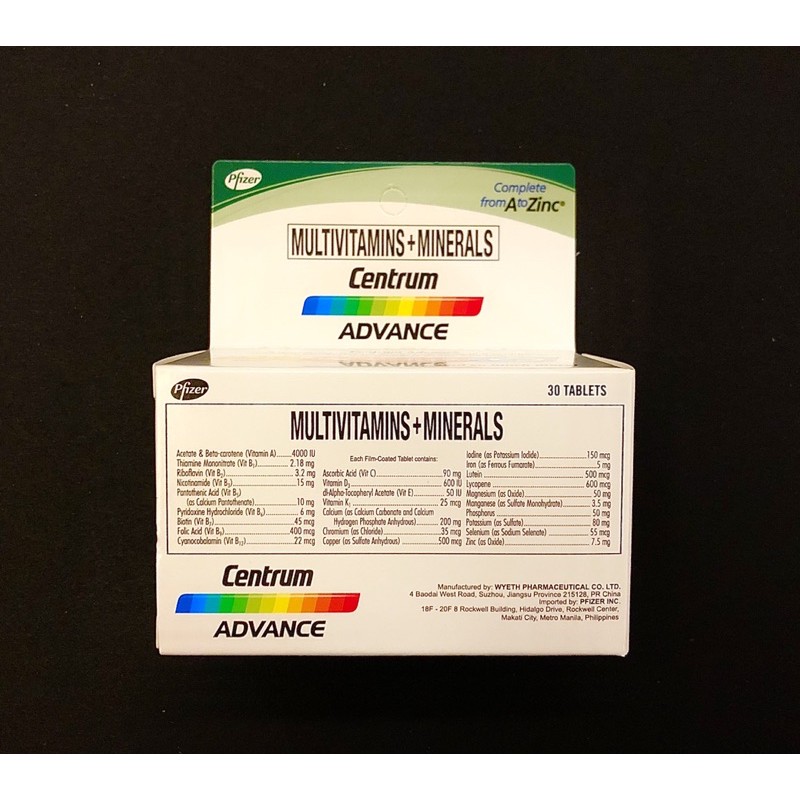 Pfizer
Complete
from A to Zinc®
MULTIVITAMINS+MINERALS
Centrum
ADVANCE
Pfizer
30 TABLETS
MULTIVITAMINS+MINERALS
Acetate & Beta-carotene (Vitamin A)......4000 IU
Thiamine Mononitrate (Vit B1)..............2.18 mg
Riboflavin (Vit B2)..............3.2 mg
Nicotinamide (Vit B3)..............15 mg
Pantothenic Acid (Vit B5)
(as Calcium Pantothenate)..............10 mg
Pyridoxine Hydrochloride (Vit B6)..............6 mg
Biotin (Vit B7)..............45 mcg
Folic Acid (Vit B9)..............400 mcg
Cyanocobalamin (Vit B12)..............22 mcg
Each Film-Coated Tablet contains:
Ascorbic Acid (Vit C)..............90 mg
Vitamin D3..............600 IU
dl-Alpha-Tocopheryl Acetate (Vit E)..............50 IU
Vitamin K1..............25 mcg
Calcium (as Calcium Carbonate and Calcium
Hydrogen Phosphate Anhydrous)..............200 mg
Chromium (as Chloride)..............35 mcg
Copper (as Sulfate Anhydrous)..............500 mcg
Iodine (as Potassium Iodide)..............150 mcg
Iron (as Ferrous Fumarate)..............5 mg
Lutein..............500 mcg
Lycopene..............600 mcg
Magnesium (as Oxide)..............50 mg
Manganese (as Sulfate Monohydrate)..............3.5 mg
Phosphorus..............50 mg
Potassium (as Sulfate)..............80 mg
Selenium (as Sodium Selenate)..............55 mcg
Zinc (as Oxide)..............7.5 mg
Centrum
ADVANCE
Manufactured by: WYETH PHARMACEUTICAL CO. LTD.
4 Baodai West Road, Suzhou, Jiangsu Province 215128, PR China
Imported by: PFIZER INC.
18F - 20F 8 Rockwell Building, Hidalgo Drive, Rockwell Center,
Makati City, Metro Manila, Philippines